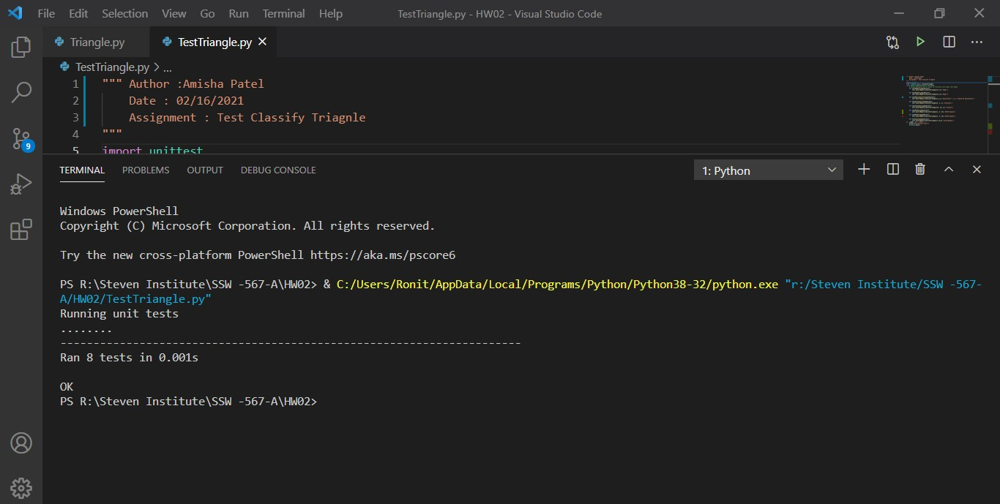 File Edit Selection View Go Run Terminal Help TestTriangle.py - HW02 - Visual Studio Code
Triangle.py TestTriangle.py
TestTriangle.py > ...
1 """ Author :Amisha Patel
2 Date : 02/16/2021
3 Assignment : Test Classify Triagnle
4 """
5 import unittest
9
TERMINAL PROBLEMS OUTPUT DEBUG CONSOLE 1: Python
Windows PowerShell
Copyright (C) Microsoft Corporation. All rights reserved.
Try the new cross-platform PowerShell https://aka.ms/pscore6
PS R:\Steven Institute\SSW -567-A\HW02> & C:/Users/Ronit/AppData/Local/Programs/Python/Python38-32/python.exe "r:/Steven Institute/SSW -567-
A/HW02/TestTriangle.py"
Running unit tests
........
----------------------------------------------------------------------
Ran 8 tests in 0.001s
OK
PS R:\Steven Institute\SSW -567-A\HW02>